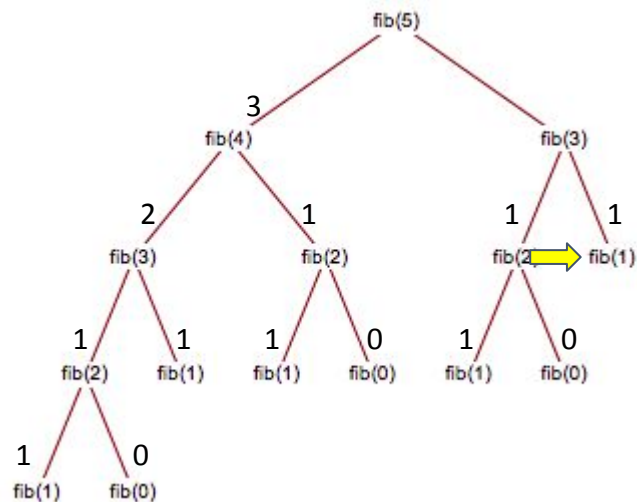 fib(5)
3
fib(4) fib(3)
2 1 1 1
fib(3) fib(2) fib(2) fib(1)
1 1 1 0 1 0
fib(2) fib(1) fib(1) fib(0) fib(1) fib(0)
1 0
fib(1) fib(0)